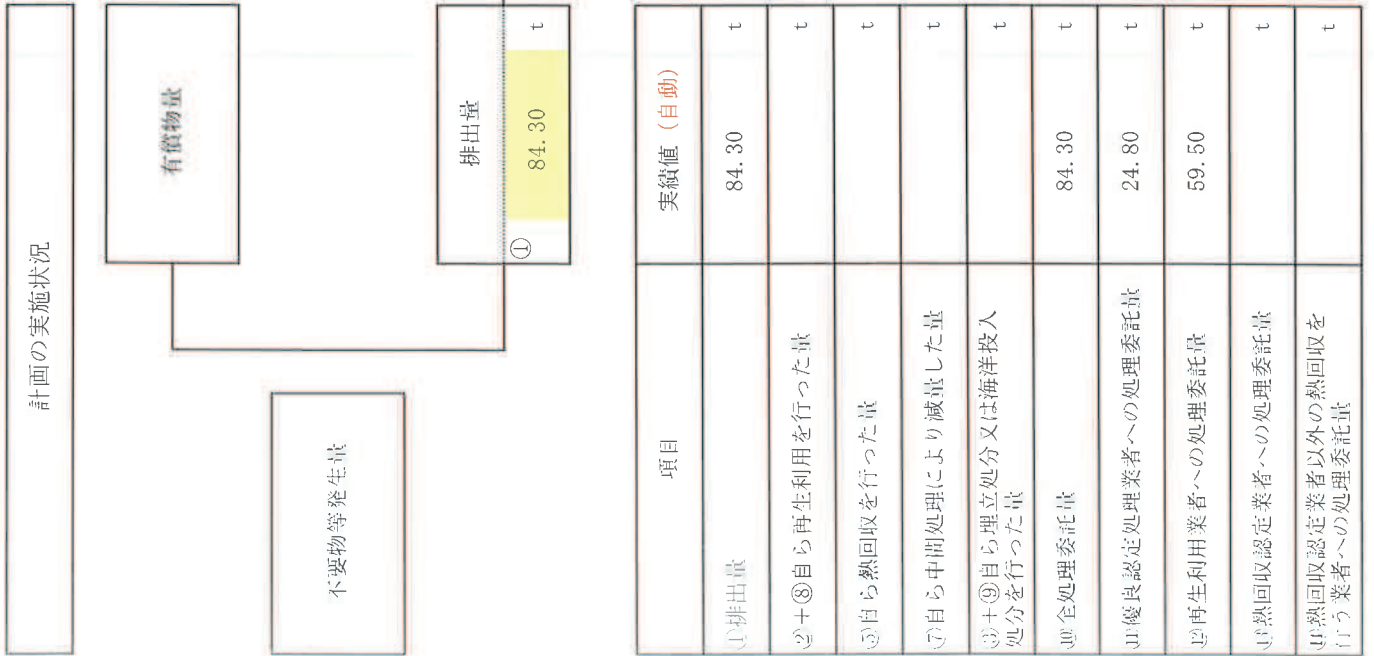 計画の実施状況
有償物量
不要物等発生量
排出量
① 84.30 t
項目 実績値（自動）
①排出量 84.30 t
②+⑧自ら再生利用を行った量 t
⑤自ら熱回収を行った量 t
⑦自ら中間処理により減量した量 t
③+⑨自ら埋立処分又は海洋投入
処分を行った量 t
⑩全処理委託量 84.30 t
⑪優良認定処理業者への処理委託量 24.80 t
⑫再生利用業者への処理委託量 59.50 t
⑬熱回収認定業者への処理委託量 t
⑭熱回収認定業者以外の熱回収を
行う業者への処理委託量 t